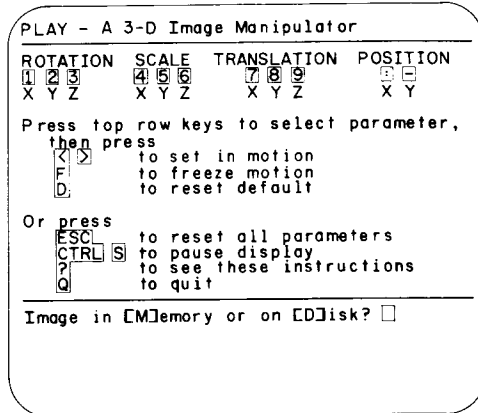 PLAY - A 3-D Image Manipulator
ROTATION SCALE TRANSLATION POSITION
1 2 3 4 5 6 7 8 9 : -
X Y Z X Y Z X Y Z X Y
Press top row keys to select parameter,
then press
< > to set in motion
F to freeze motion
D to reset default
Or press
ESC to reset all parameters
CTRL S to pause display
? to see these instructions
Q to quit
Image in [M]emory or on [D]isk?